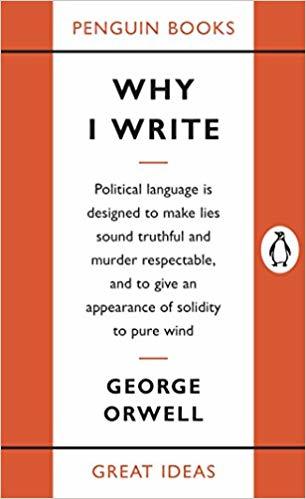 PENGUIN BOOKS
WHY
I WRITE
Political language is
designed to make lies
sound truthful and
murder respectable,
and to give an
appearance of solidity
to pure wind
GEORGE
ORWELL
GREAT IDEAS